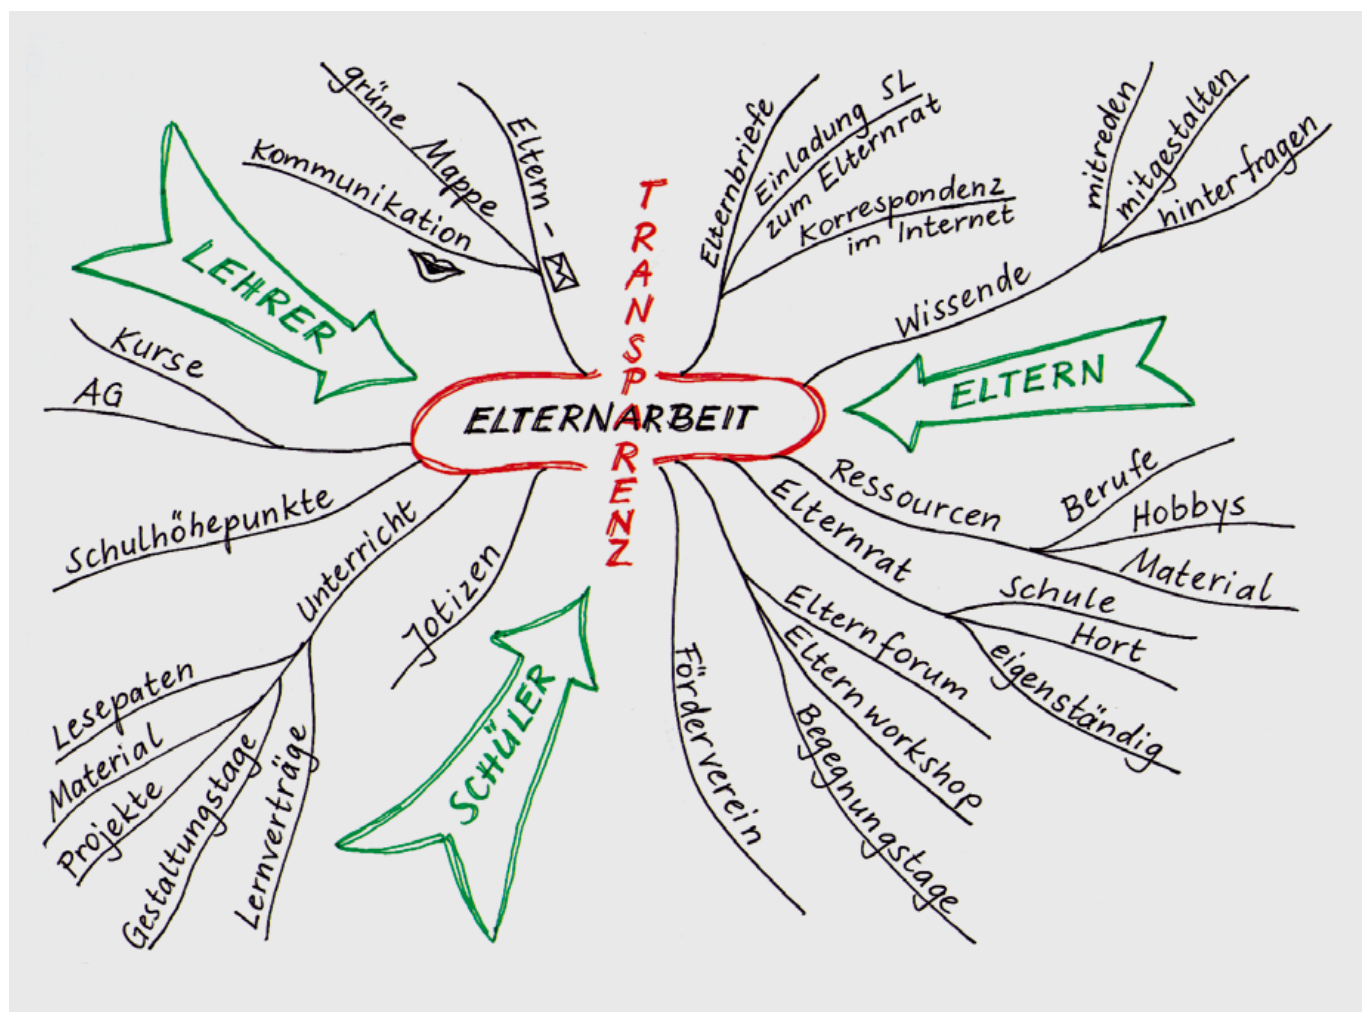 grüne Mappe
Kommunikation
Eltern-
LEHRER
Kurse
AG
TRANSPARENZ
Elternbriefe
Einladung SL
zum Elternrat
Korrespondenz
im Internet
mitreden
mitgestalten
hinterfragen
Wissende
ELTERN
ELTERNARBEIT
Schulhöhepunkte
Unterricht
Lesepaten
Material
Projekte
Gestaltungstage
Lernverträge
Jotizen
SCHÜLER
Förderverein
Elternforum
Elternworkshop
Begegnungstage
Elternrat
Schule
Hort
eigenständig
Ressourcen
Berufe
Hobbys
Material